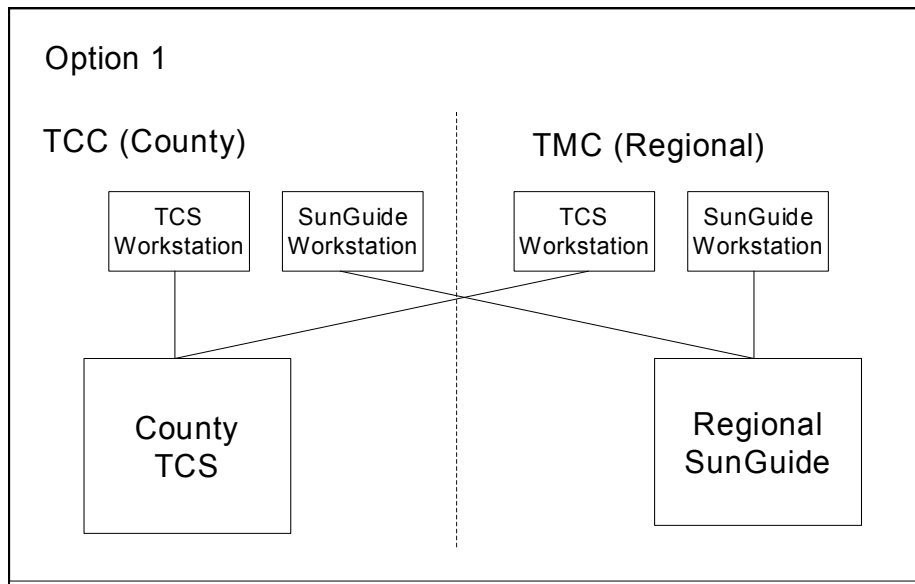 Option 1
TCC (County)
TMC (Regional)
TCS
Workstation
SunGuide
Workstation
TCS
Workstation
SunGuide
Workstation
County
TCS
Regional
SunGuide